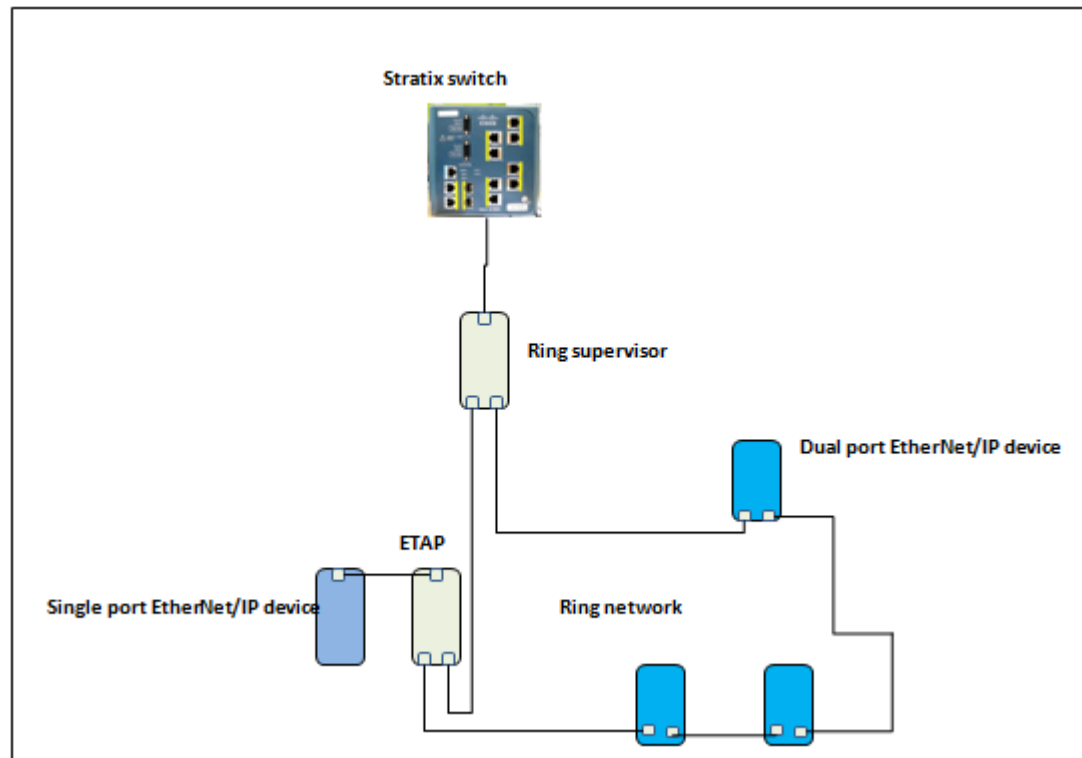 Stratix switch
Ring supervisor
Dual port EtherNet/IP device
ETAP
Single port EtherNet/IP device
Ring network